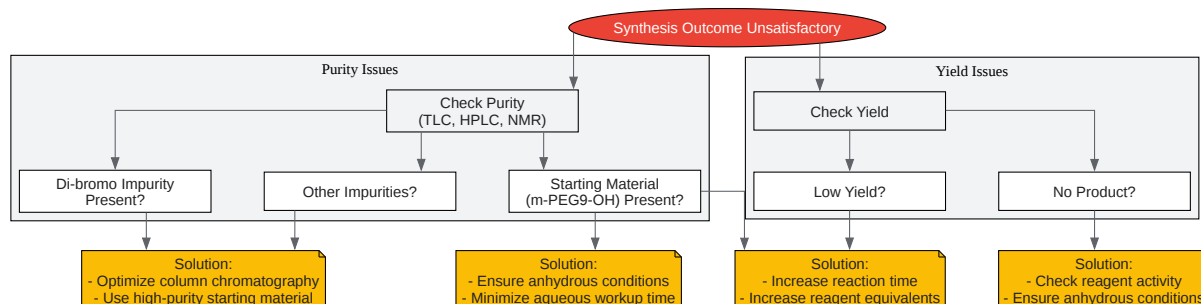 Synthesis Outcome Unsatisfactory
Purity Issues
Yield Issues
Check Purity
(TLC, HPLC, NMR)
Check Yield
Di-bromo Impurity
Present?
Other Impurities?
Starting Material
(m-PEG9-OH) Present?
Low Yield?
No Product?
Solution:
- Optimize column chromatography
- Use high-purity starting material
Solution:
- Ensure anhydrous conditions
- Minimize aqueous workup time
Solution:
- Increase reaction time
- Increase reagent equivalents
Solution:
- Check reagent activity
- Ensure anhydrous condition